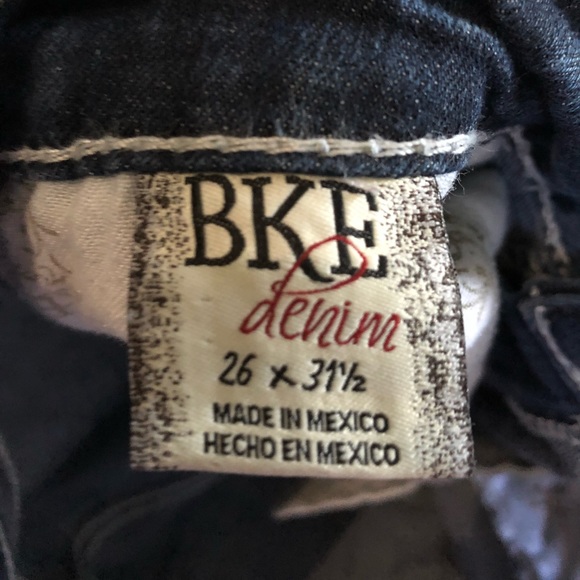 BKE
denim
26 x 31½
MADE IN MEXICO
HECHO EN MEXICO